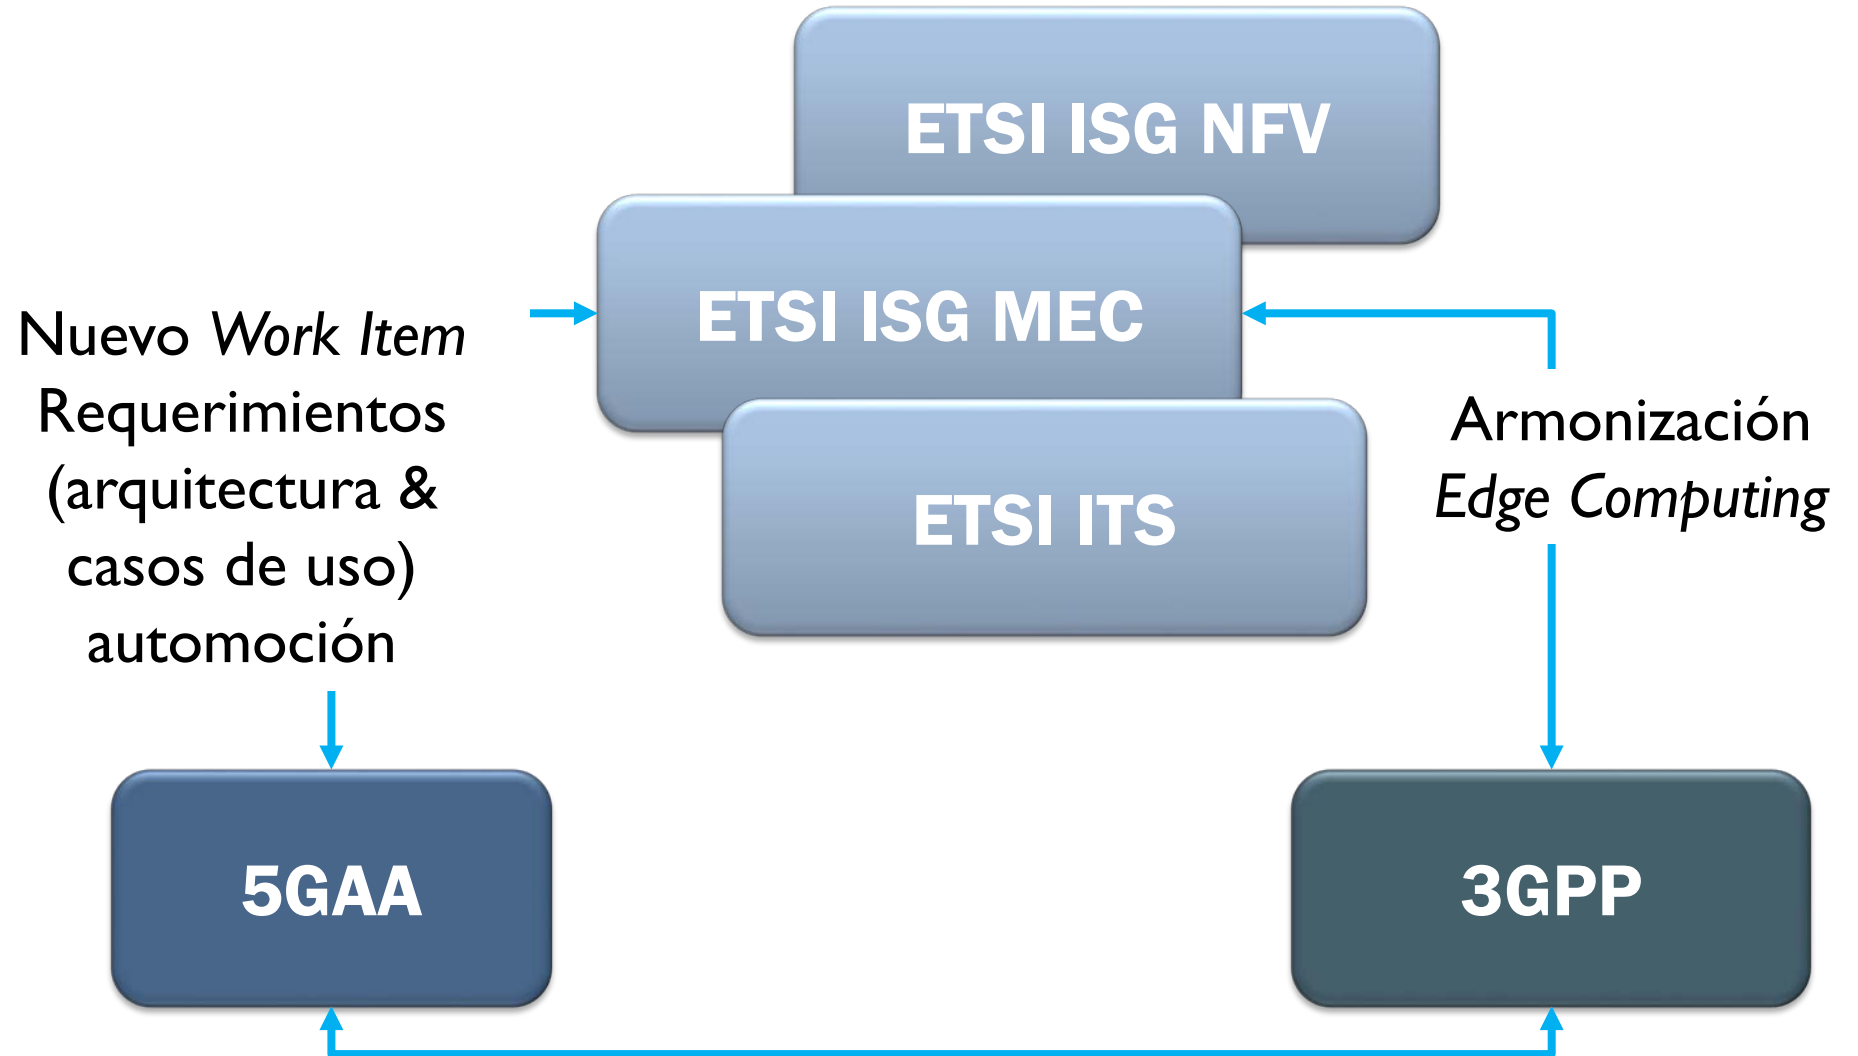 ETSI ISG NFV
ETSI ISG MEC
ETSI ITS
Nuevo Work Item
Requerimientos
(arquitectura &
casos de uso)
automoción
Armonización
Edge Computing
5GAA
3GPP